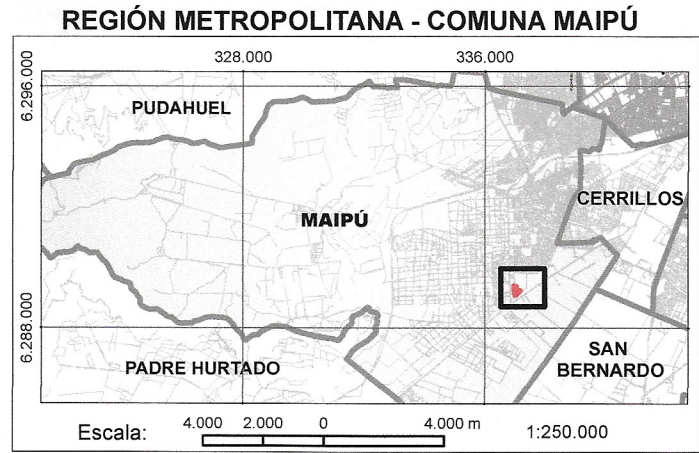 REGIÓN METROPOLITANA - COMUNA MAIPÚ
328.000 336.000
6.296.000
PUDAHUEL
CERRILLOS
MAIPÚ
6.288.000
PADRE HURTADO
SAN
BERNARDO
Escala: 4.000 2.000 0 4.000 m 1:250.000